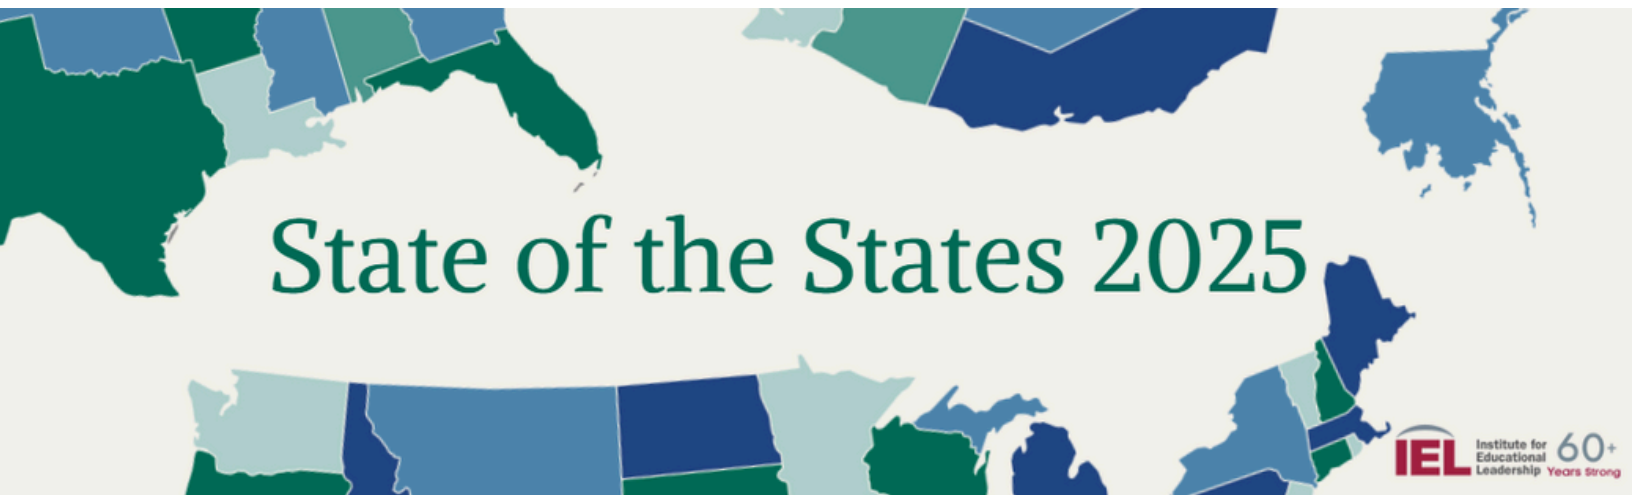 State of the States 2025
IEL
Institute for
Educational
Leadership
60+
Years Strong